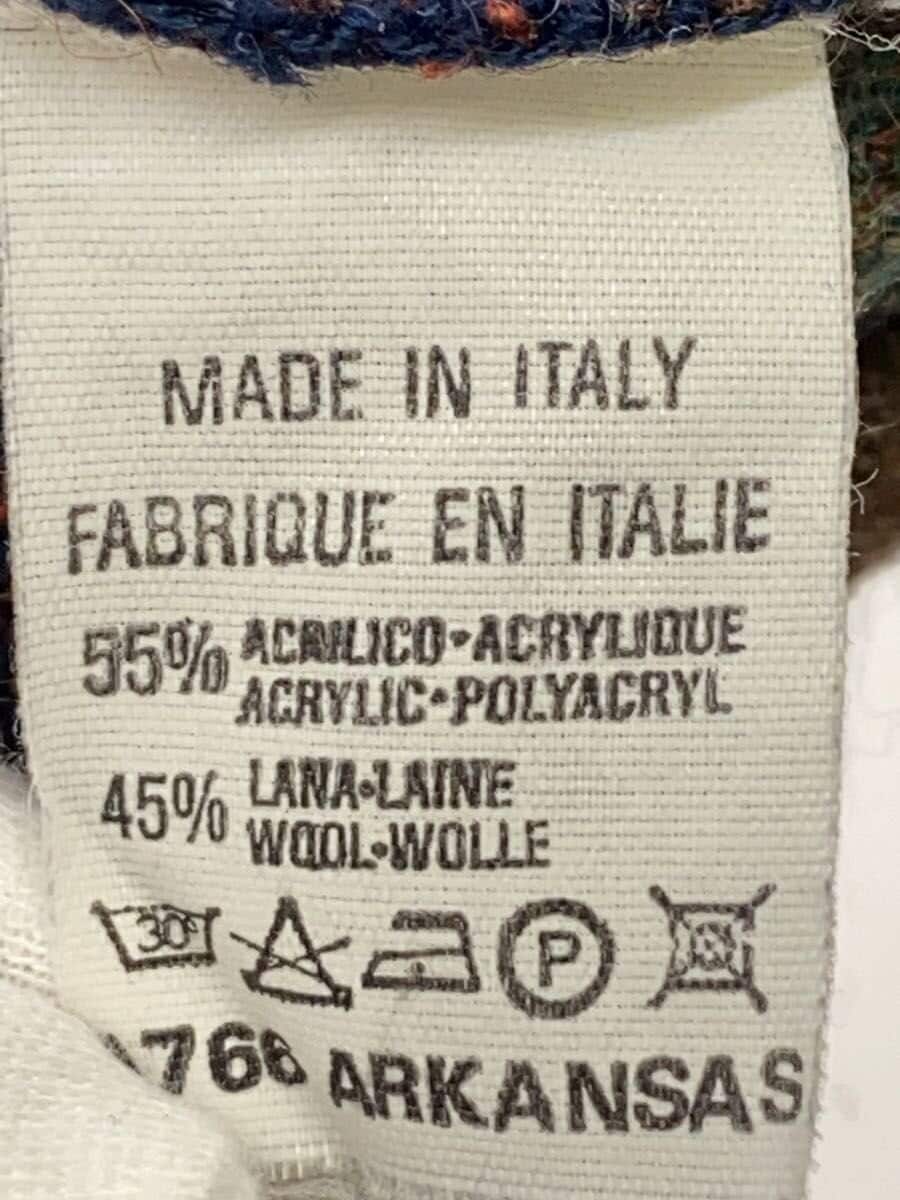 MADE IN ITALY
FABRIQUE EN ITALIE
55% ACRILICO•ACRYLIQUE
ACRYLIC•POLYACRYL
45% LANA•LAINE
WOOL•WOLLE
30°
P
766 ARKANSAS